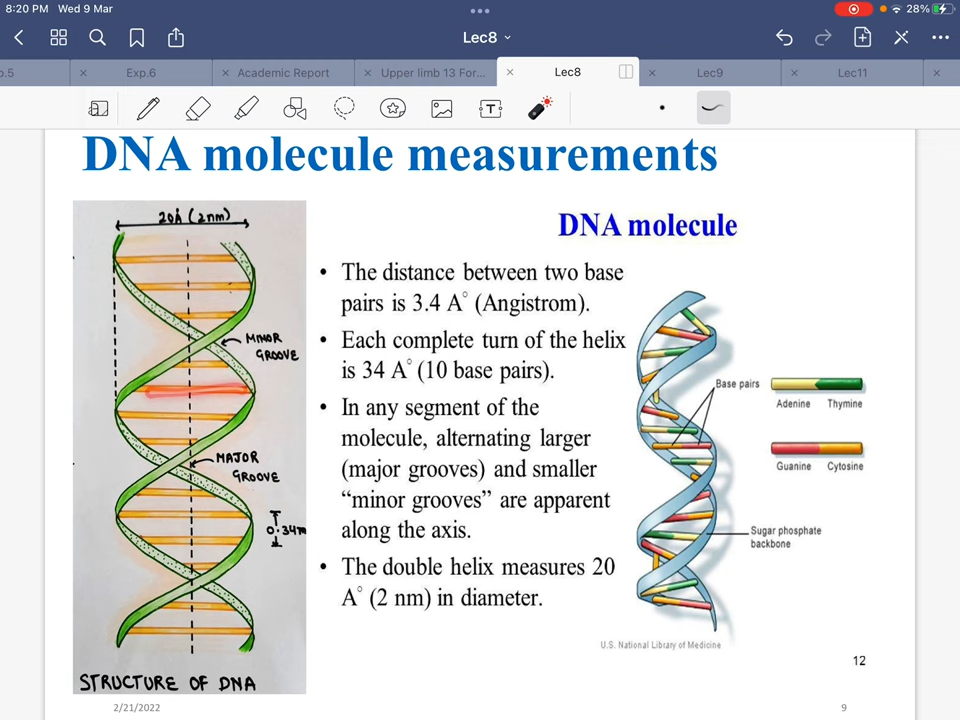 8:20 PM Wed 9 Mar
28%
Lec8
p.5
Exp.6
Academic Report
Upper limb 13 For...
Lec8
Lec9
Lec11
DNA molecule measurements
20Å (2nm)
MINOR
GROOVE
MAJOR
GROOVE
0.34n
STRUCTURE OF DNA
DNA molecule
• The distance between two base
pairs is 3.4 A° (Angistrom).
• Each complete turn of the helix
is 34 A° (10 base pairs).
• In any segment of the
molecule, alternating larger
(major grooves) and smaller
“minor grooves” are apparent
along the axis.
• The double helix measures 20
A° (2 nm) in diameter.
Base pairs
Adenine Thymine
Guanine Cytosine
Sugar phosphate
backbone
U.S. National Library of Medicine
12
2/21/2022
9